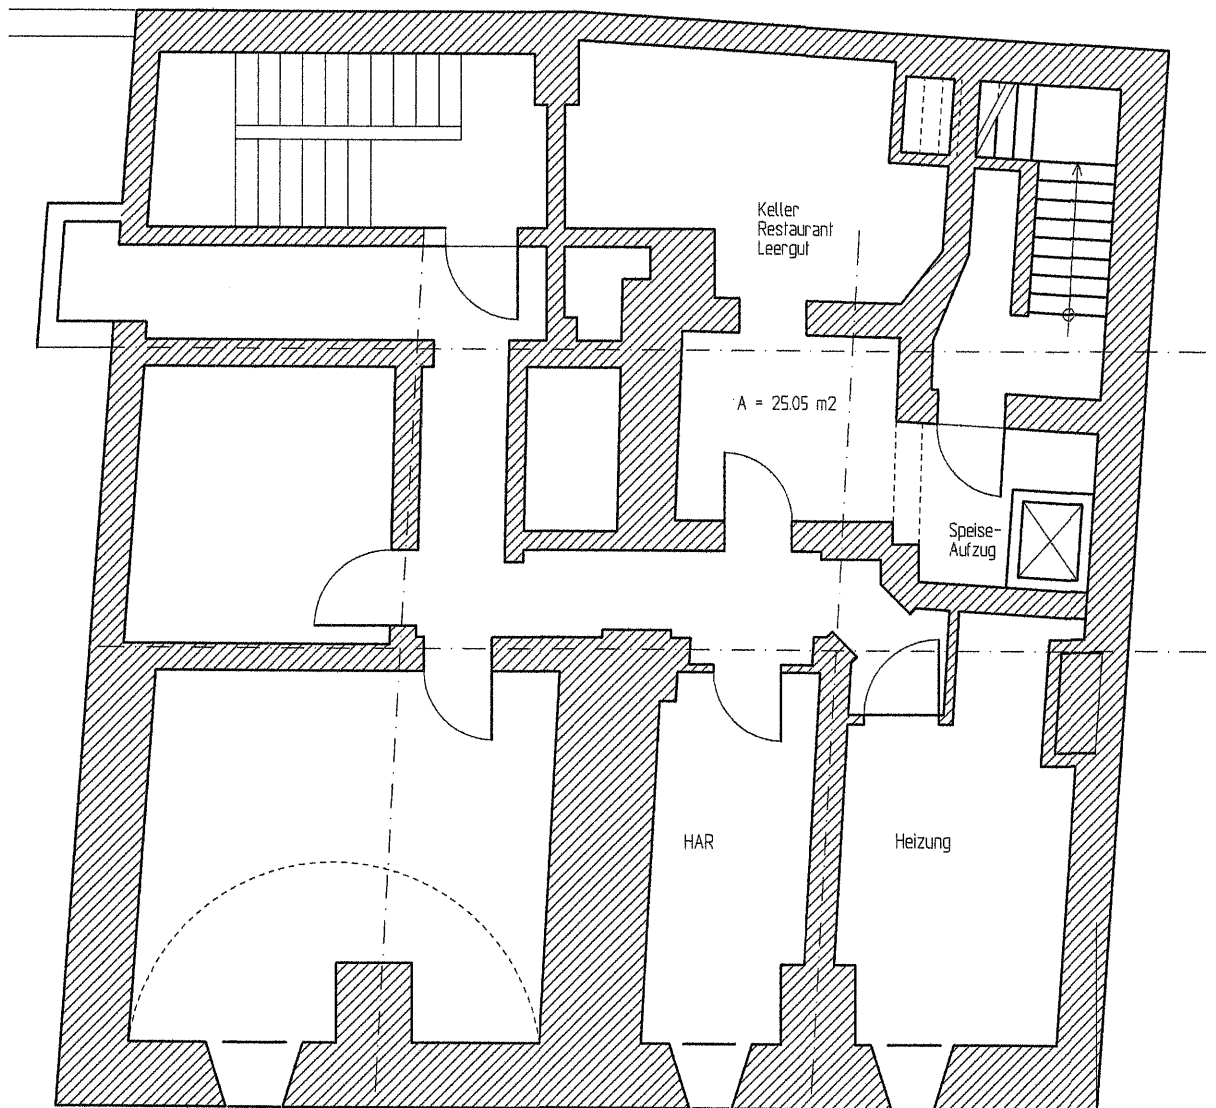 Keller
Restaurant
Leergut
A = 25.05 m2
Speise-
Aufzug
HAR
Heizung